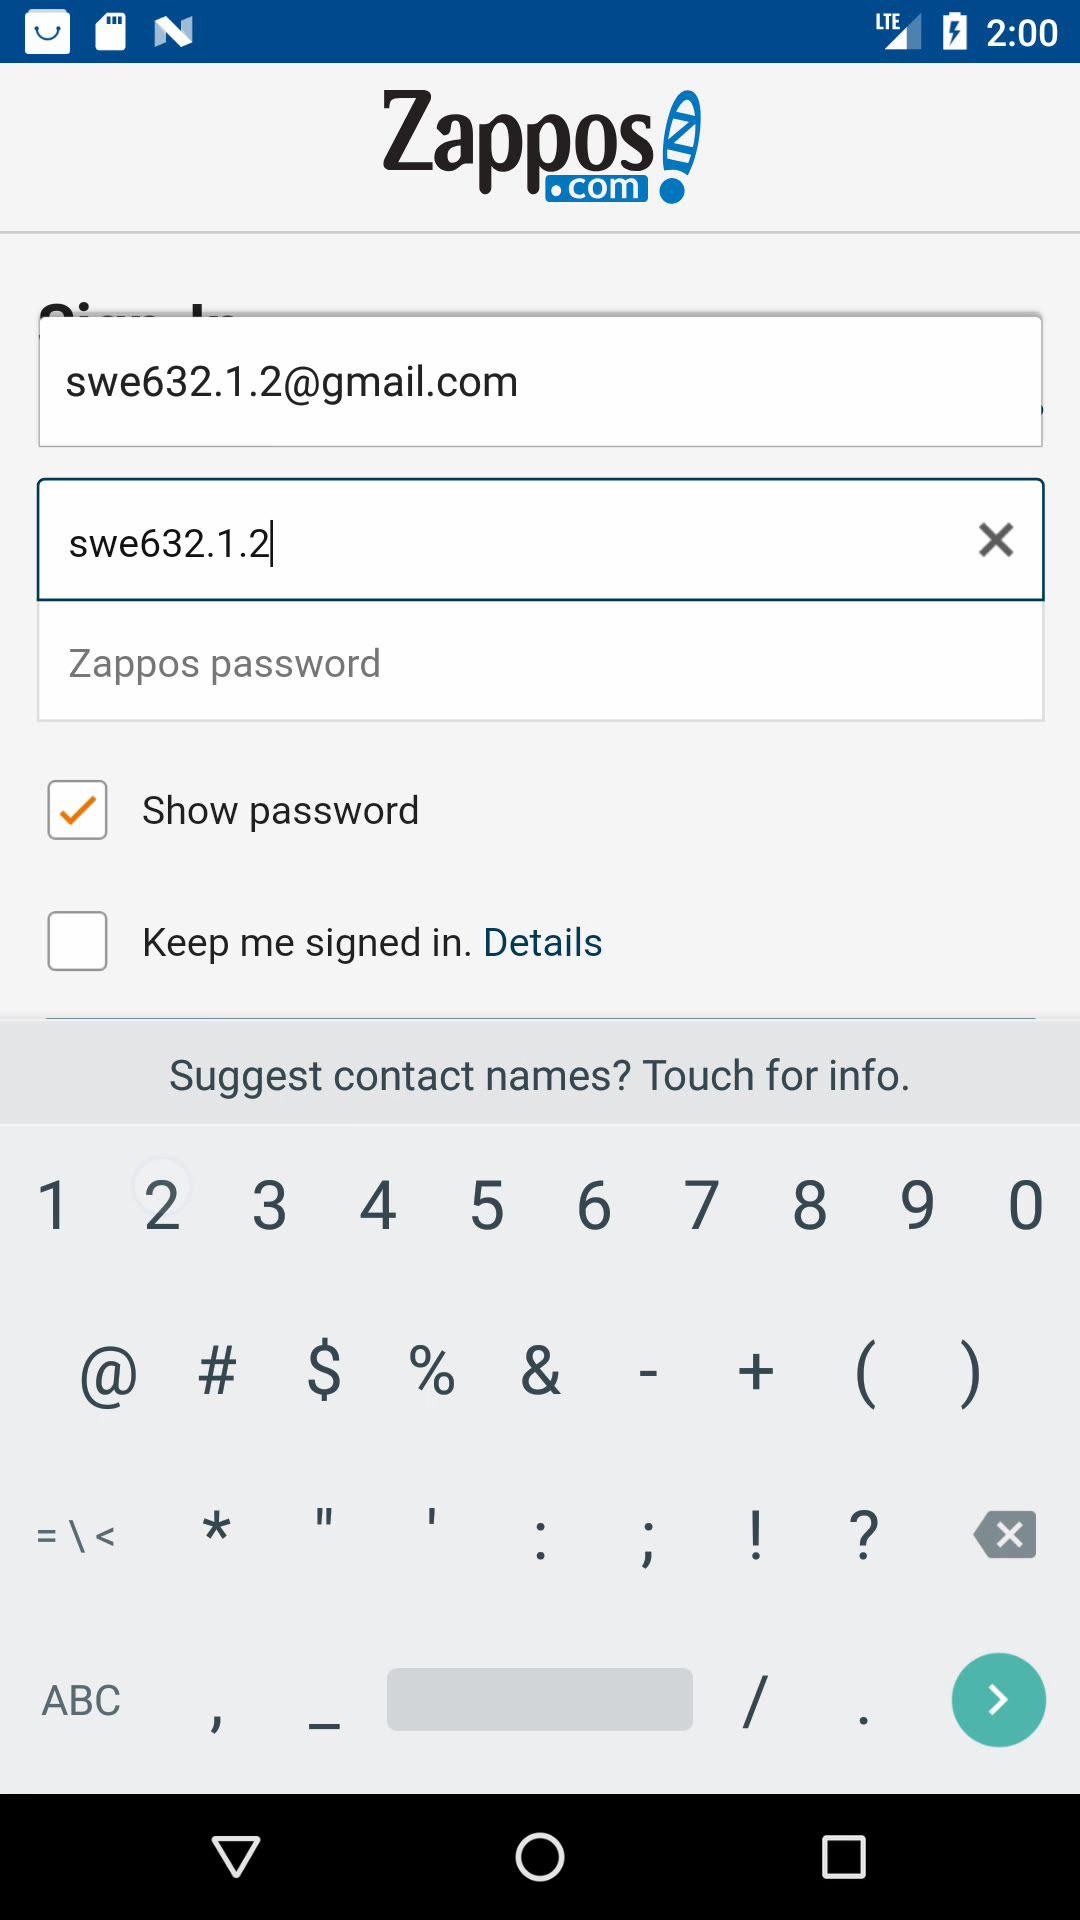 LTE 2:00
Zappos
.com
Sign In
swe632.1.2@gmail.com
swe632.1.2
Zappos password
Show password
Keep me signed in. Details
Suggest contact names? Touch for info.
1 2 3 4 5 6 7 8 9 0
@ # $ % & - + ( )
= \ < * " ' : ; ! ?
ABC , _ / .